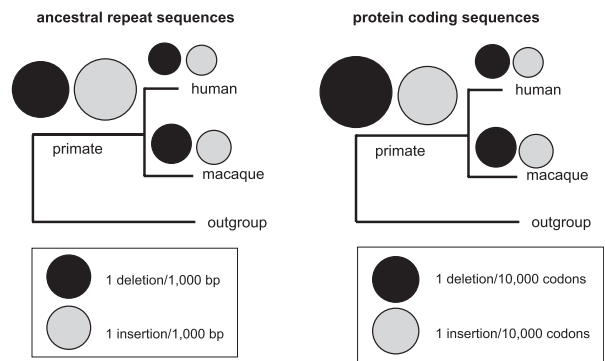 ancestral repeat sequences
human
primate
macaque
outgroup
1 deletion/1,000 bp
1 insertion/1,000 bp
protein coding sequences
human
primate
macaque
outgroup
1 deletion/10,000 codons
1 insertion/10,000 codons